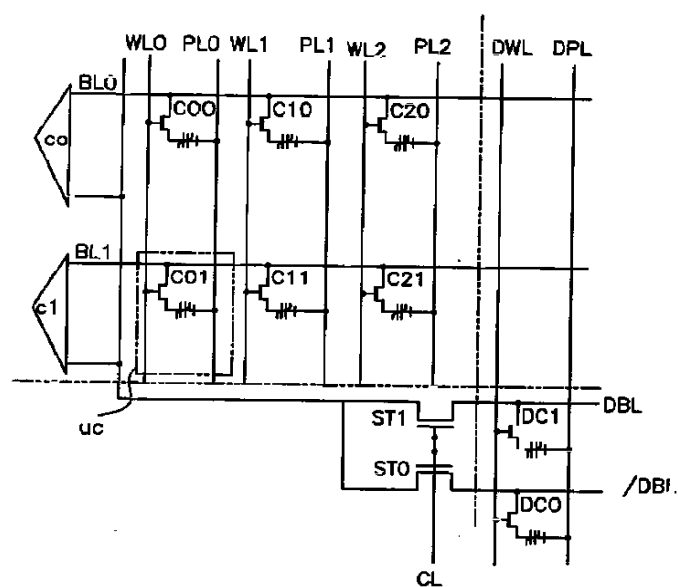 WL0 PL0 WL1 PL1 WL2 PL2 DWL DPL
BL0
C00 C10 C20
co
BL1
C01 C11 C21
c1
uc
ST1 DC1 DBL
ST0
/DBL
DC0
CL